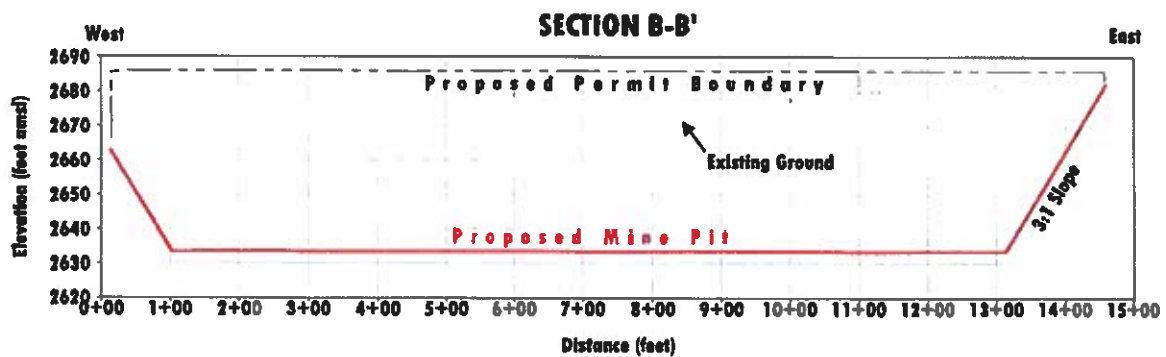 SECTION B-B'
West
East
2690
2680
2670
2660
2650
2640
2630
2620
Elevation (feet amsl)
Proposed Permit Boundary
Existing Ground
3:1 Slope
Proposed Mine Pit
0+00 1+00 2+00 3+00 4+00 5+00 6+00 7+00 8+00 9+00 10+00 11+00 12+00 13+00 14+00 15+00
Distance (feet)